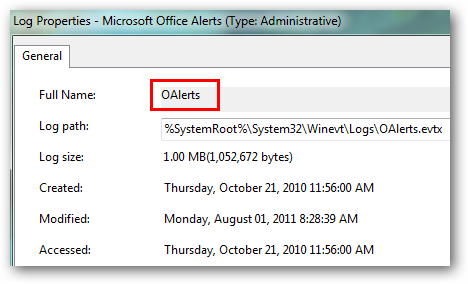 Log Properties - Microsoft Office Alerts (Type: Administrative)
General
Full Name: OAlerts
Log path: %SystemRoot%\System32\Winevt\Logs\OAlerts.evtx
Log size: 1.00 MB(1,052,672 bytes)
Created: Thursday, October 21, 2010 11:56:00 AM
Modified: Monday, August 01, 2011 8:28:39 AM
Accessed: Thursday, October 21, 2010 11:56:00 AM